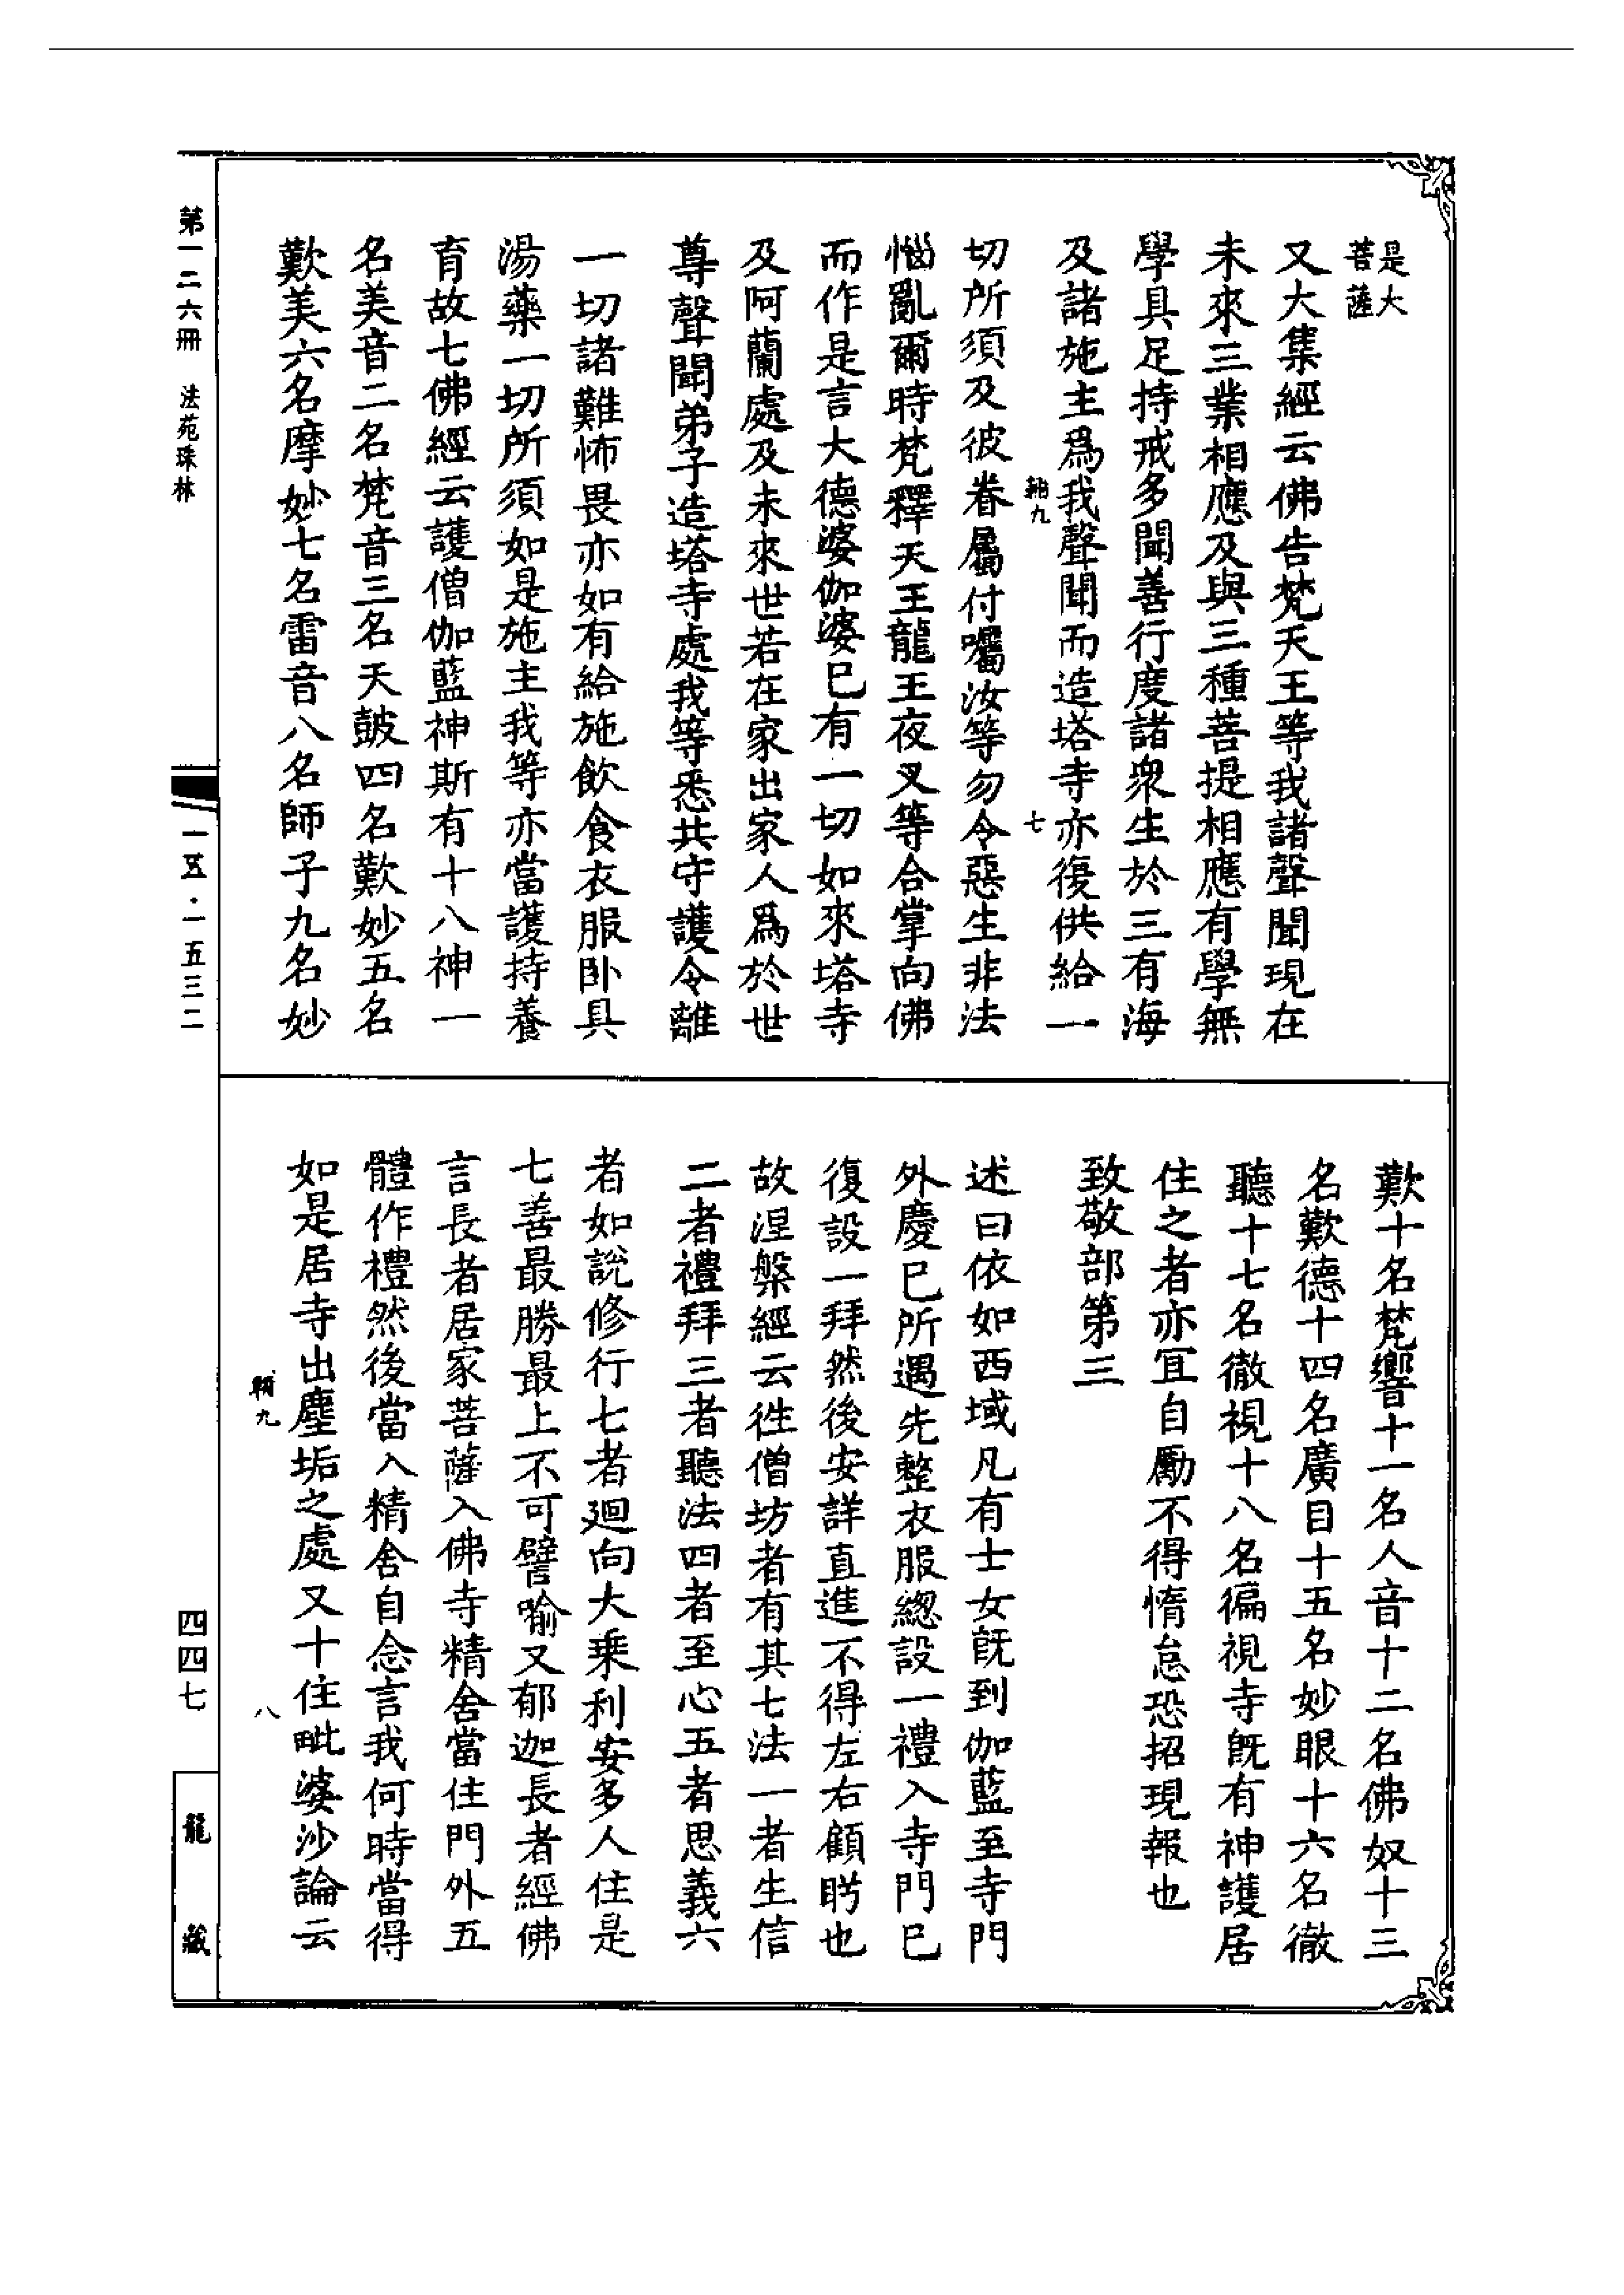 是大
菩薩
又大集經云佛告梵天王等我諸聲聞現在
未來三業相應及與三種菩提相應有學無
學具足持戒多聞善行度諸衆生於三有海
及諸施主爲我聲聞而造塔寺亦復供給一
輔九 七
切所須及彼眷屬付囑汝等勿令惡生非法
惱亂爾時梵釋天王龍王夜叉等合掌向佛
而作是言大德婆伽婆巳有一切如來塔寺
及阿蘭處及未來世若在家出家人爲於世
尊聲聞弟子造塔寺處我等悉共守護令離
一切諸難怖畏亦如有給施飲食衣服卧具
湯藥一切所須如是施主我等亦當護持養
育故七佛經云護僧伽藍神斯有十八神一
名美音二名梵音三名天皷四名歎妙五名
歎美六名摩妙七名雷音八名師子九名妙
歎十名梵響十一名人音十二名佛奴十三
名歎德十四名廣目十五名妙眼十六名徹
聽十七名徹視十八名徧視寺旣有神護居
住之者亦冝自勵不得惰怠恐招現報也
致敬部第三
述曰依如西域凡有士女旣到伽藍至寺門
外慶巳所遇先整衣服緫設一禮入寺門巳
復設一拜然後安詳直進不得左右顧眄也
故涅槃經云徃僧坊者有其七法一者生信
二者禮拜三者聽法四者至心五者思義六
者如說修行七者迴向大乗利安多人住是
七善最勝最上不可譬喻又郁迦長者經佛
言長者居家菩薩入佛寺精舍當住門外五
體作禮然後當入精舍自念言我何時當得
如是居寺出塵垢之處又十住毗婆沙論云
輔九 八
第一二六冊 法苑珠林
一五·一五三二
四四七
龍藏